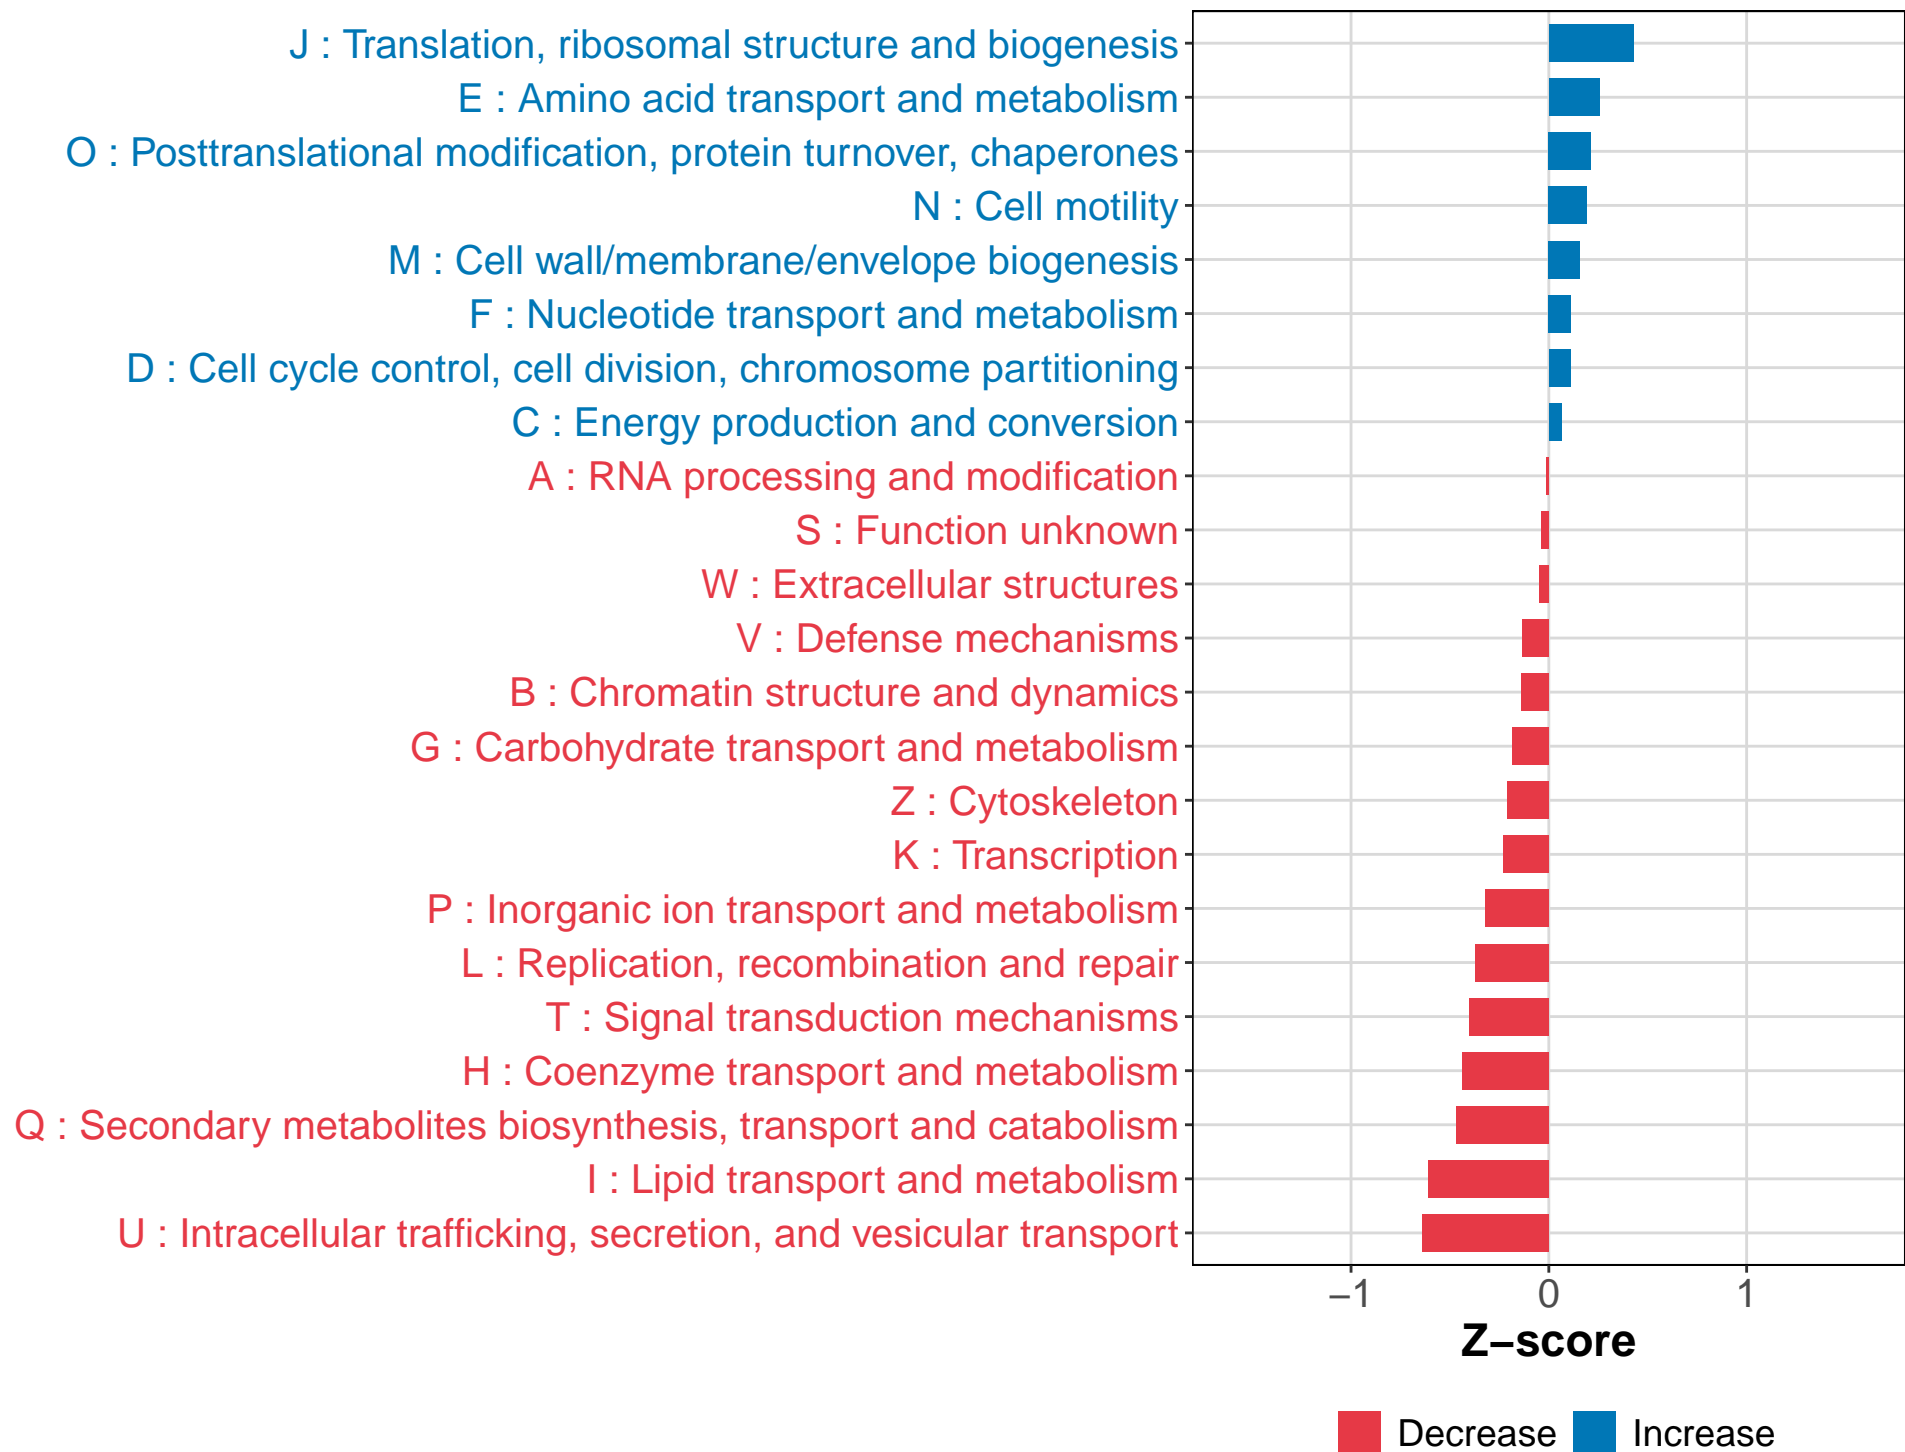 J : Translation, ribosomal structure and biogenesis
E : Amino acid transport and metabolism
O : Posttranslational modification, protein turnover, chaperones
N : Cell motility
M : Cell wall/membrane/envelope biogenesis
F : Nucleotide transport and metabolism
D : Cell cycle control, cell division, chromosome partitioning
C : Energy production and conversion
A : RNA processing and modification
S : Function unknown
W : Extracellular structures
V : Defense mechanisms
B : Chromatin structure and dynamics
G : Carbohydrate transport and metabolism
Z : Cytoskeleton
K : Transcription
P : Inorganic ion transport and metabolism
L : Replication, recombination and repair
T : Signal transduction mechanisms
H : Coenzyme transport and metabolism
Q : Secondary metabolites biosynthesis, transport and catabolism
I : Lipid transport and metabolism
U : Intracellular trafficking, secretion, and vesicular transport
−1 0 1
Z−score
Decrease Increase